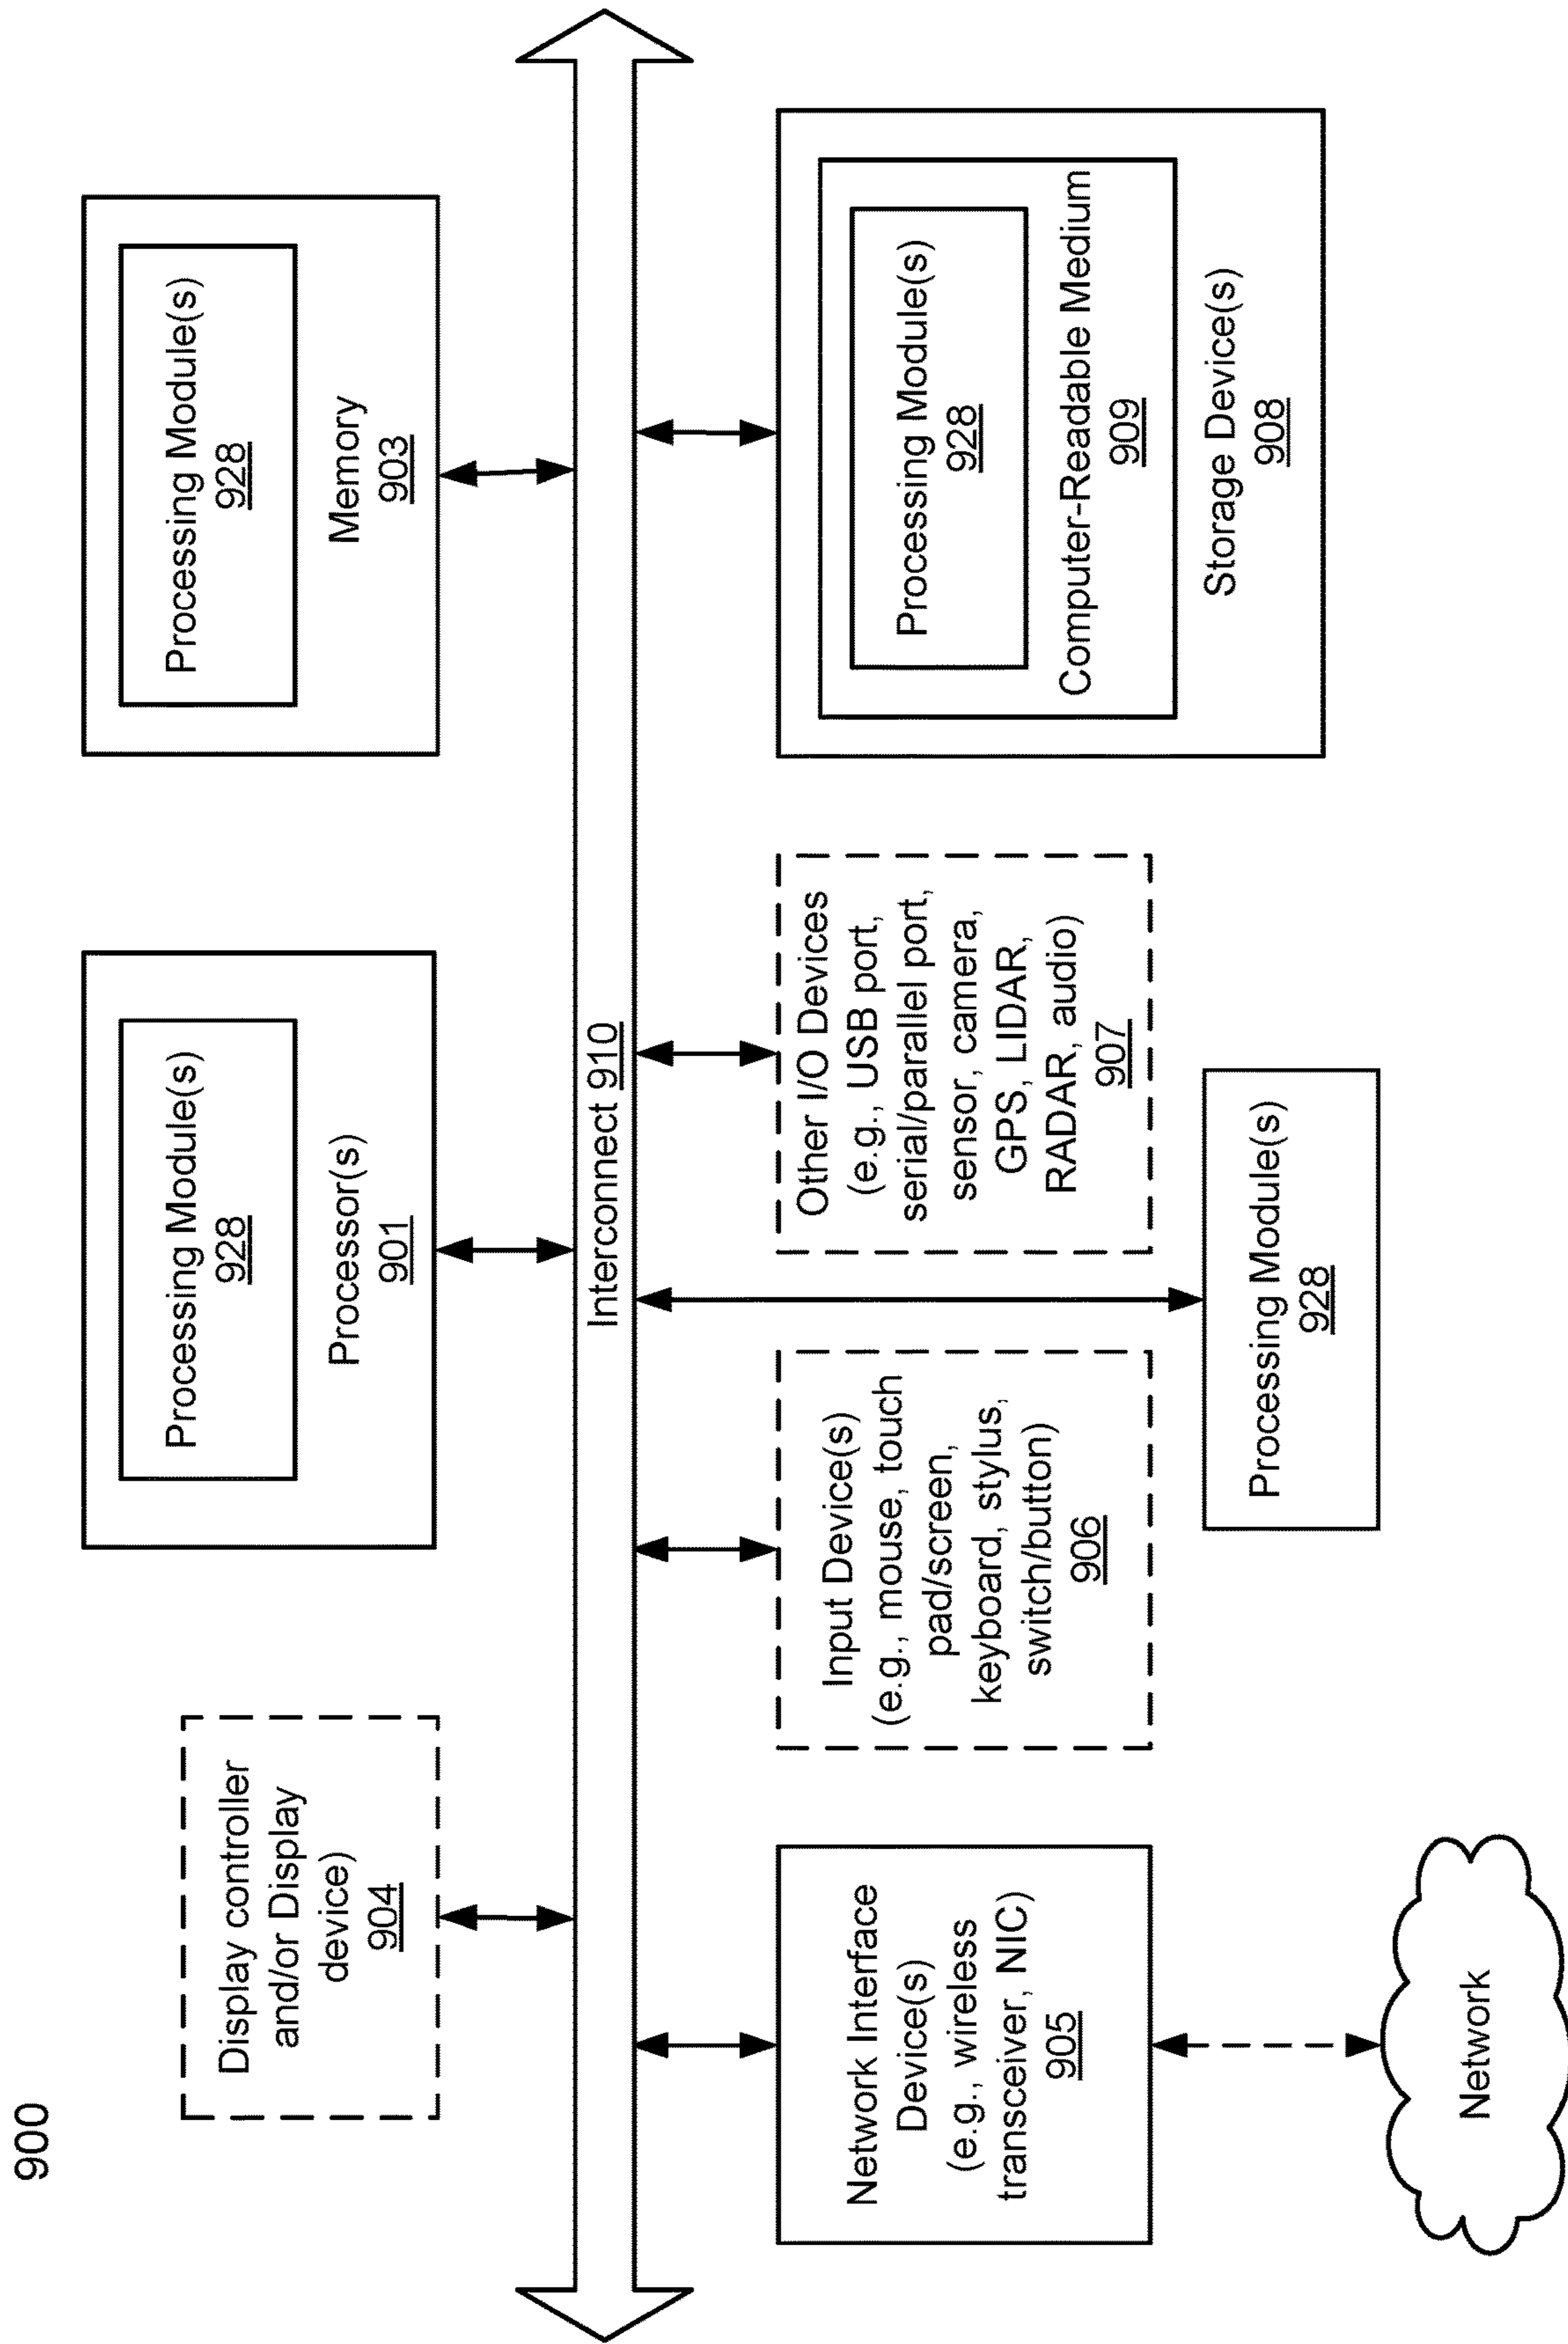 900
Display controller
and/or Display
device)
904
Processing Module(s)
928
Processor(s)
901
Processing Module(s)
928
Memory
903
Interconnect 910
Network Interface
Device(s)
(e.g., wireless
transceiver, NIC)
905
Input Device(s)
(e.g., mouse, touch
pad/screen,
keyboard, stylus,
switch/button)
906
Other I/O Devices
(e.g., USB port,
serial/parallel port,
sensor, camera,
GPS, LIDAR,
RADAR, audio)
907
Processing Module(s)
928
Computer-Readable Medium
909
Storage Device(s)
908
Processing Module(s)
928
Network